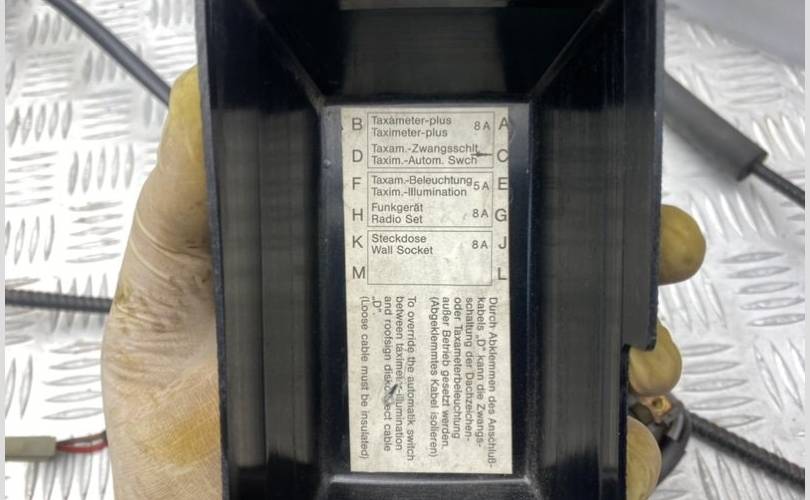 B Taxameter-plus 8A A
Taximeter-plus
D Taxam.-Zwangsschlt. C
Taxim.-Autom. Swch
F Taxam.-Beleuchtung 5A E
Taxim.-Illumination
H Funkgerät 8A G
Radio Set
K Steckdose 8A J
Wall Socket
M L
Durch Abklemmen des Anschluß-
kabels „D" kann die Zwangs-
schaltung der Dachzeichen-
oder Taxameterbeleuchtung
außer Betrieb gesetzt werden.
(Abgeklemmtes Kabel isolieren)
To override the automatik switch
between taximeter-illumination
and roofsign disconnect cable
„D".
(Loose cable must be insulated)